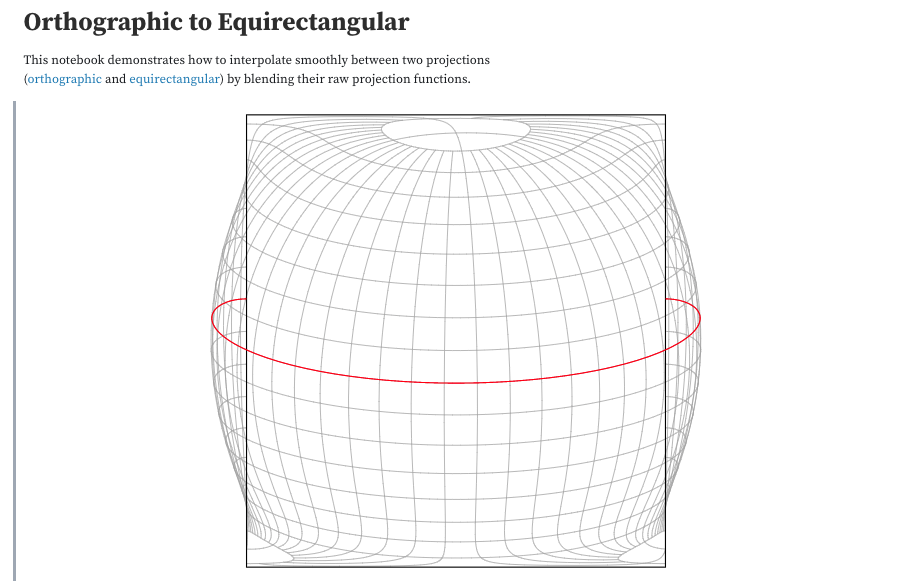 Orthographic to Equirectangular
This notebook demonstrates how to interpolate smoothly between two projections
(orthographic and equirectangular) by blending their raw projection functions.